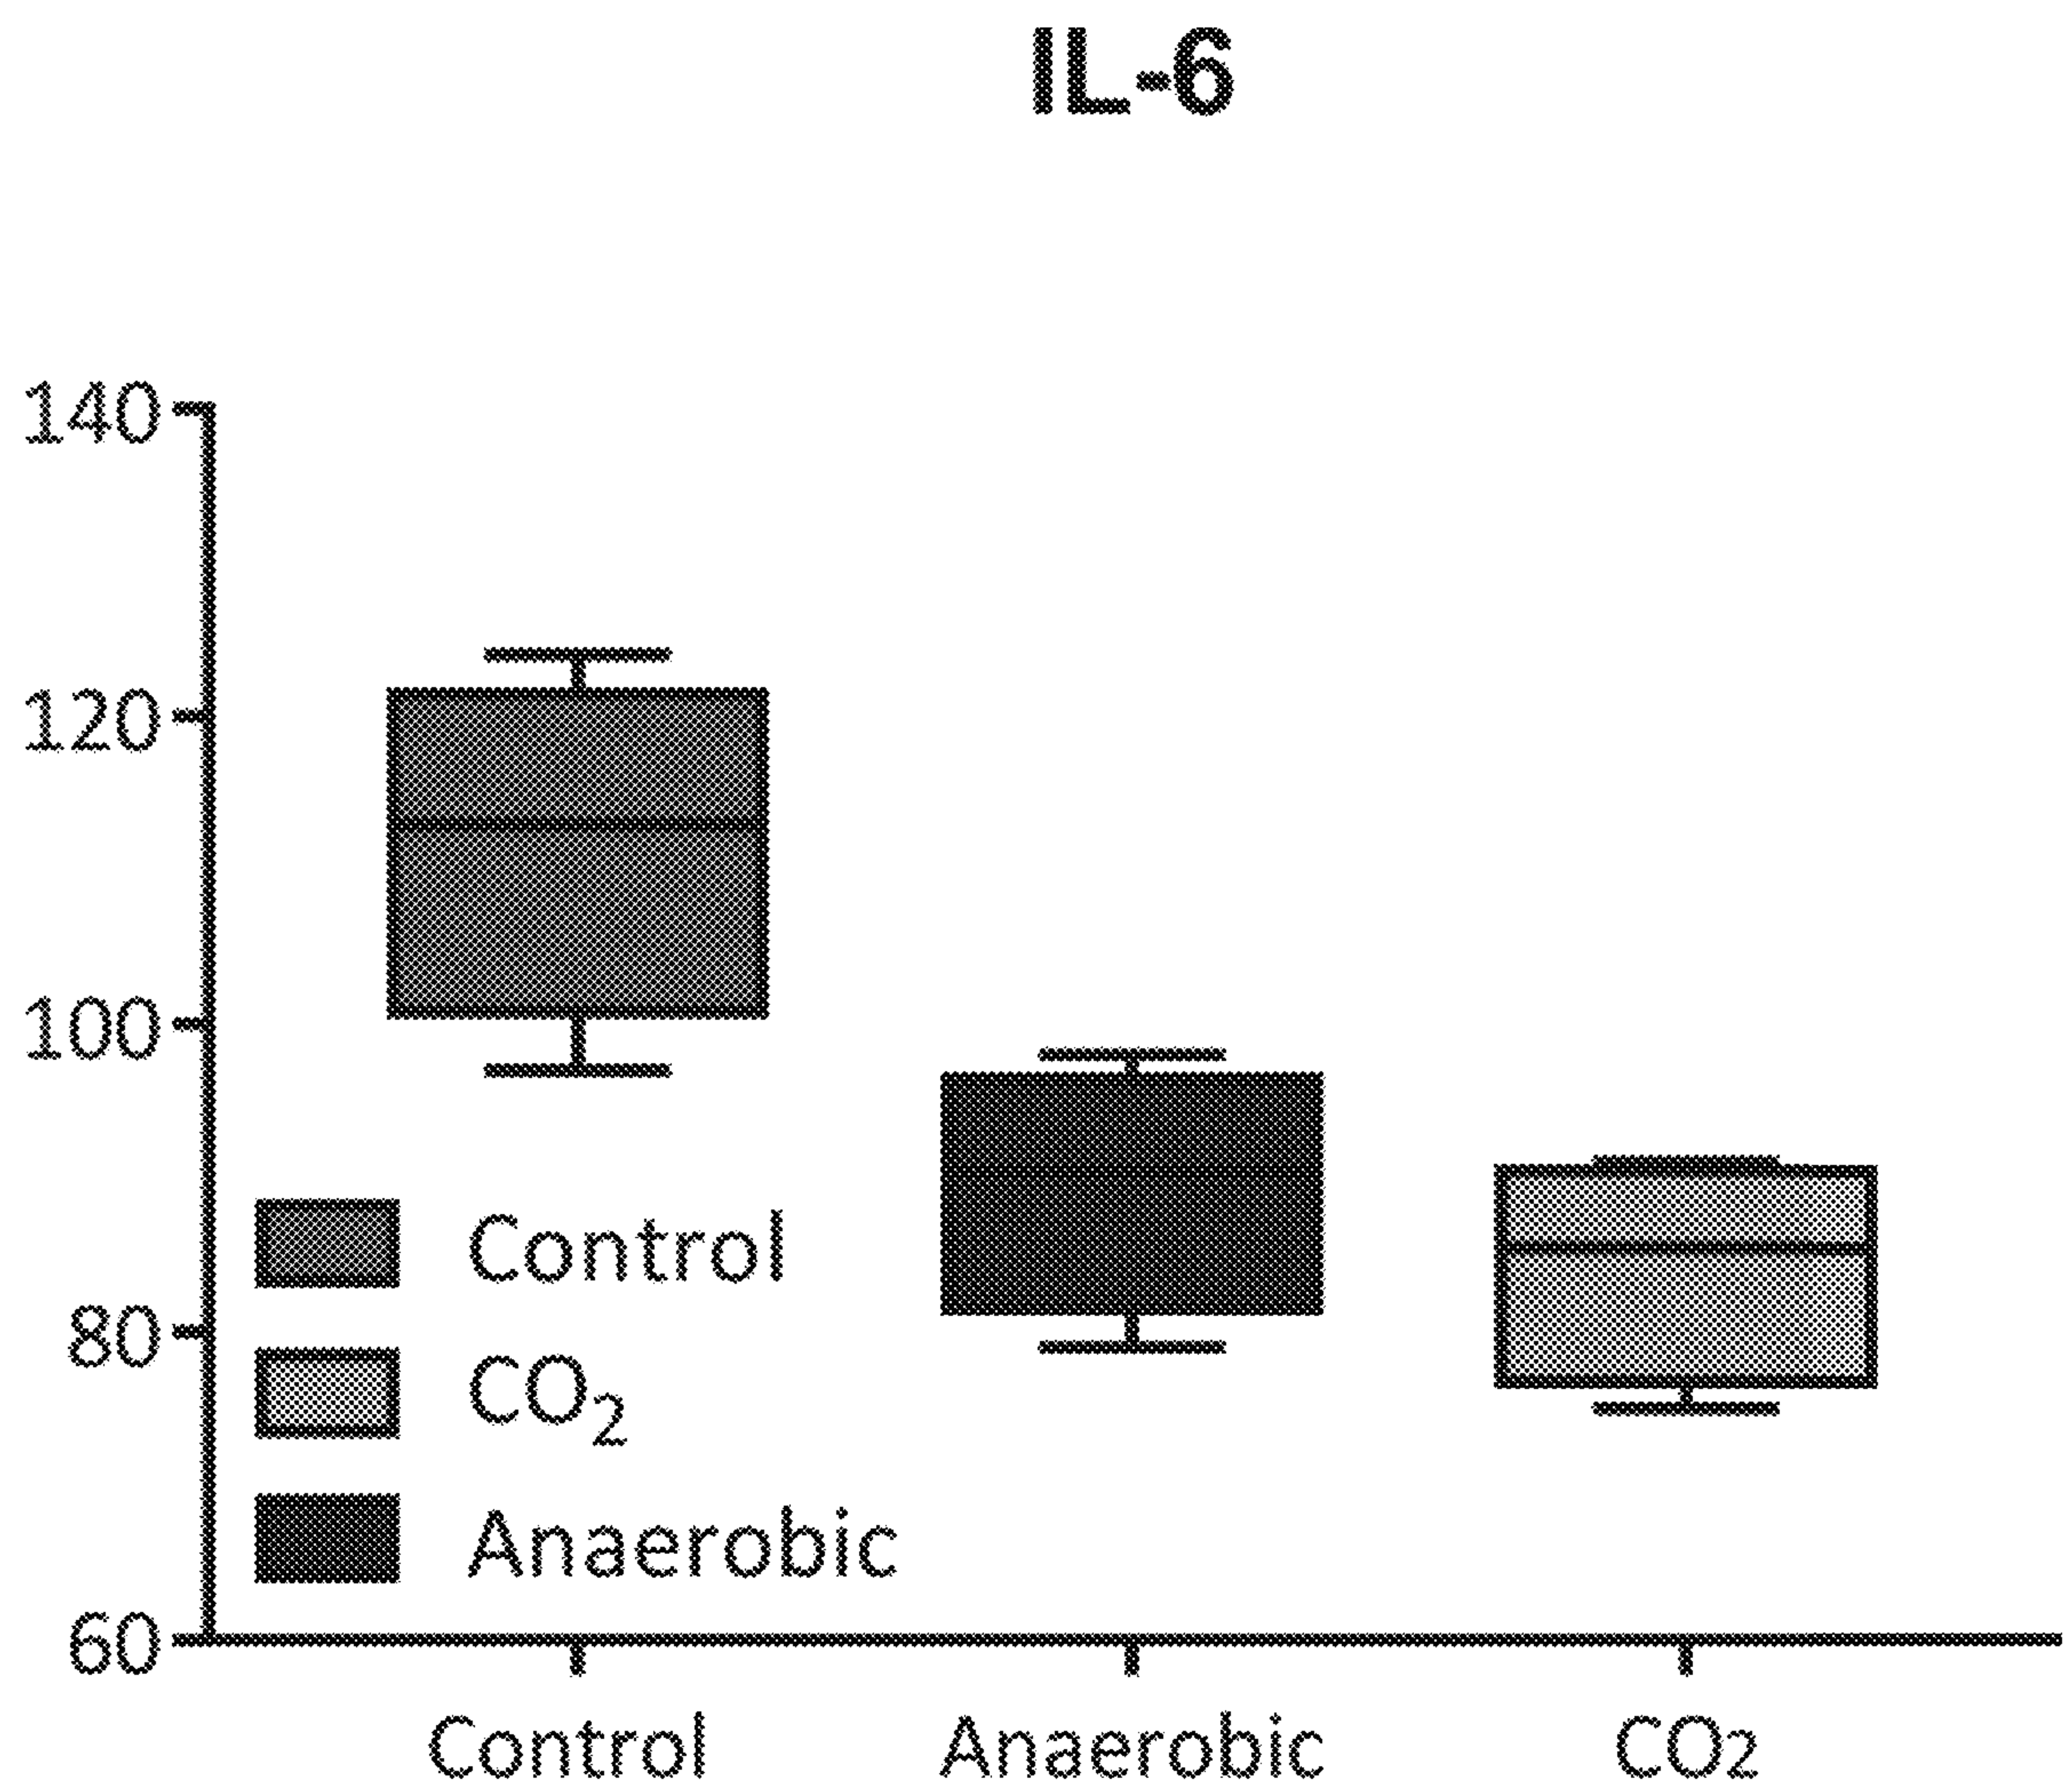 IL-6
140
120
100
80
60
Control
CO₂
Anaerobic
Control Anaerobic CO₂